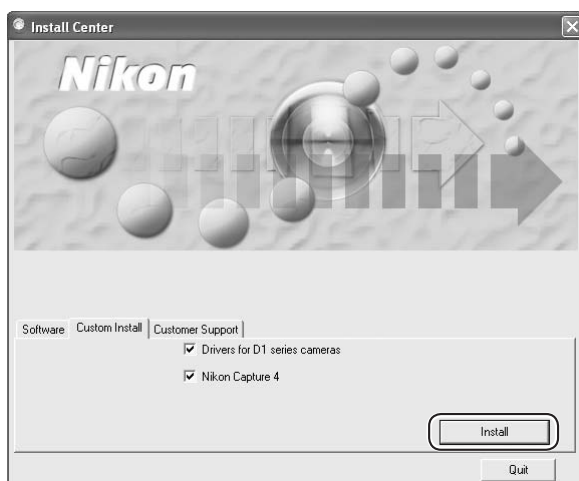 Install Center
Nikon
Software Custom Install Customer Support
Drivers for D1 series cameras
Nikon Capture 4
Install
Quit